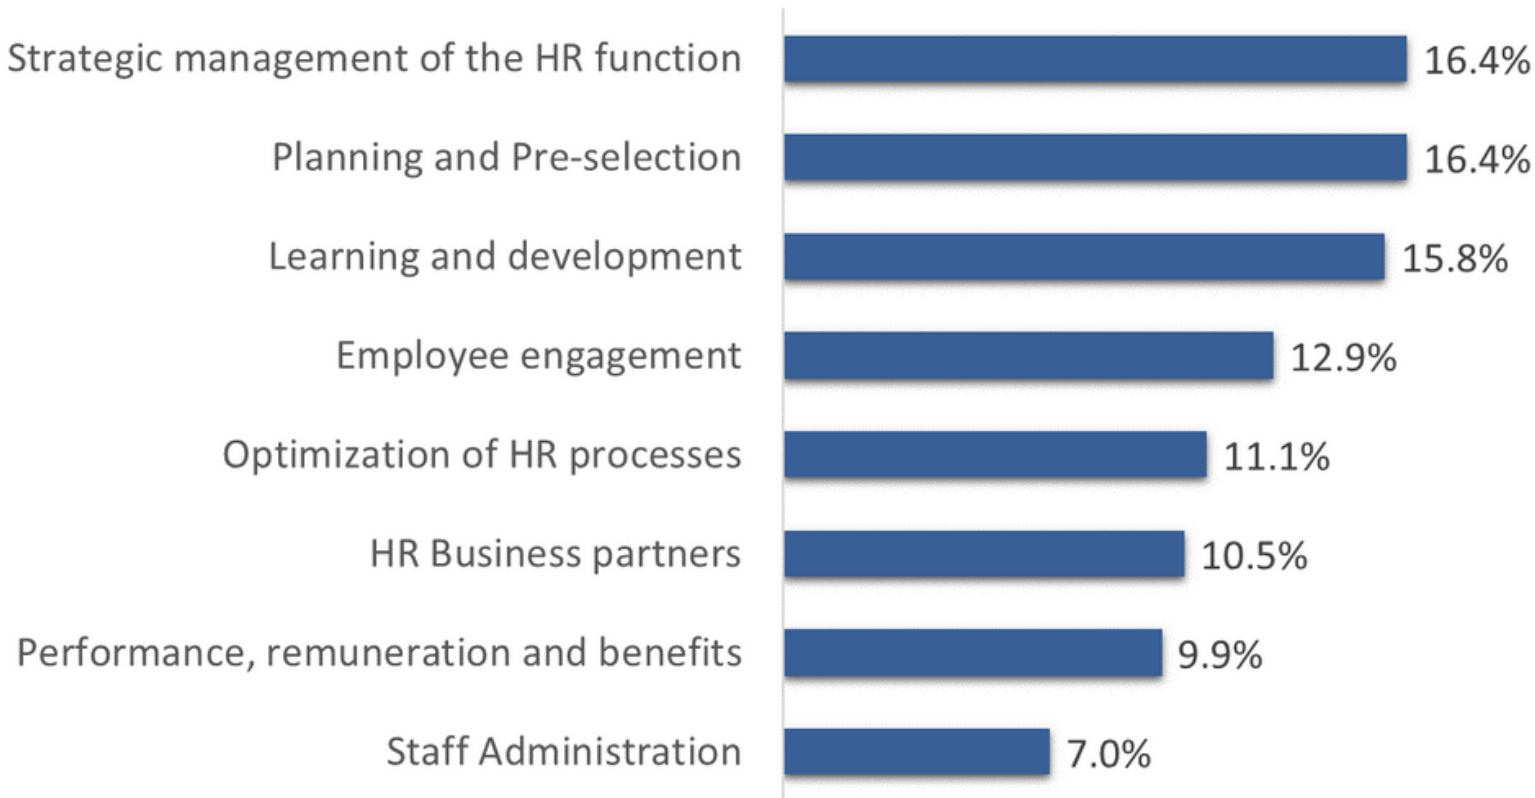 Strategic management of the HR function 16.4%
Planning and Pre-selection 16.4%
Learning and development 15.8%
Employee engagement 12.9%
Optimization of HR processes 11.1%
HR Business partners 10.5%
Performance, remuneration and benefits 9.9%
Staff Administration 7.0%